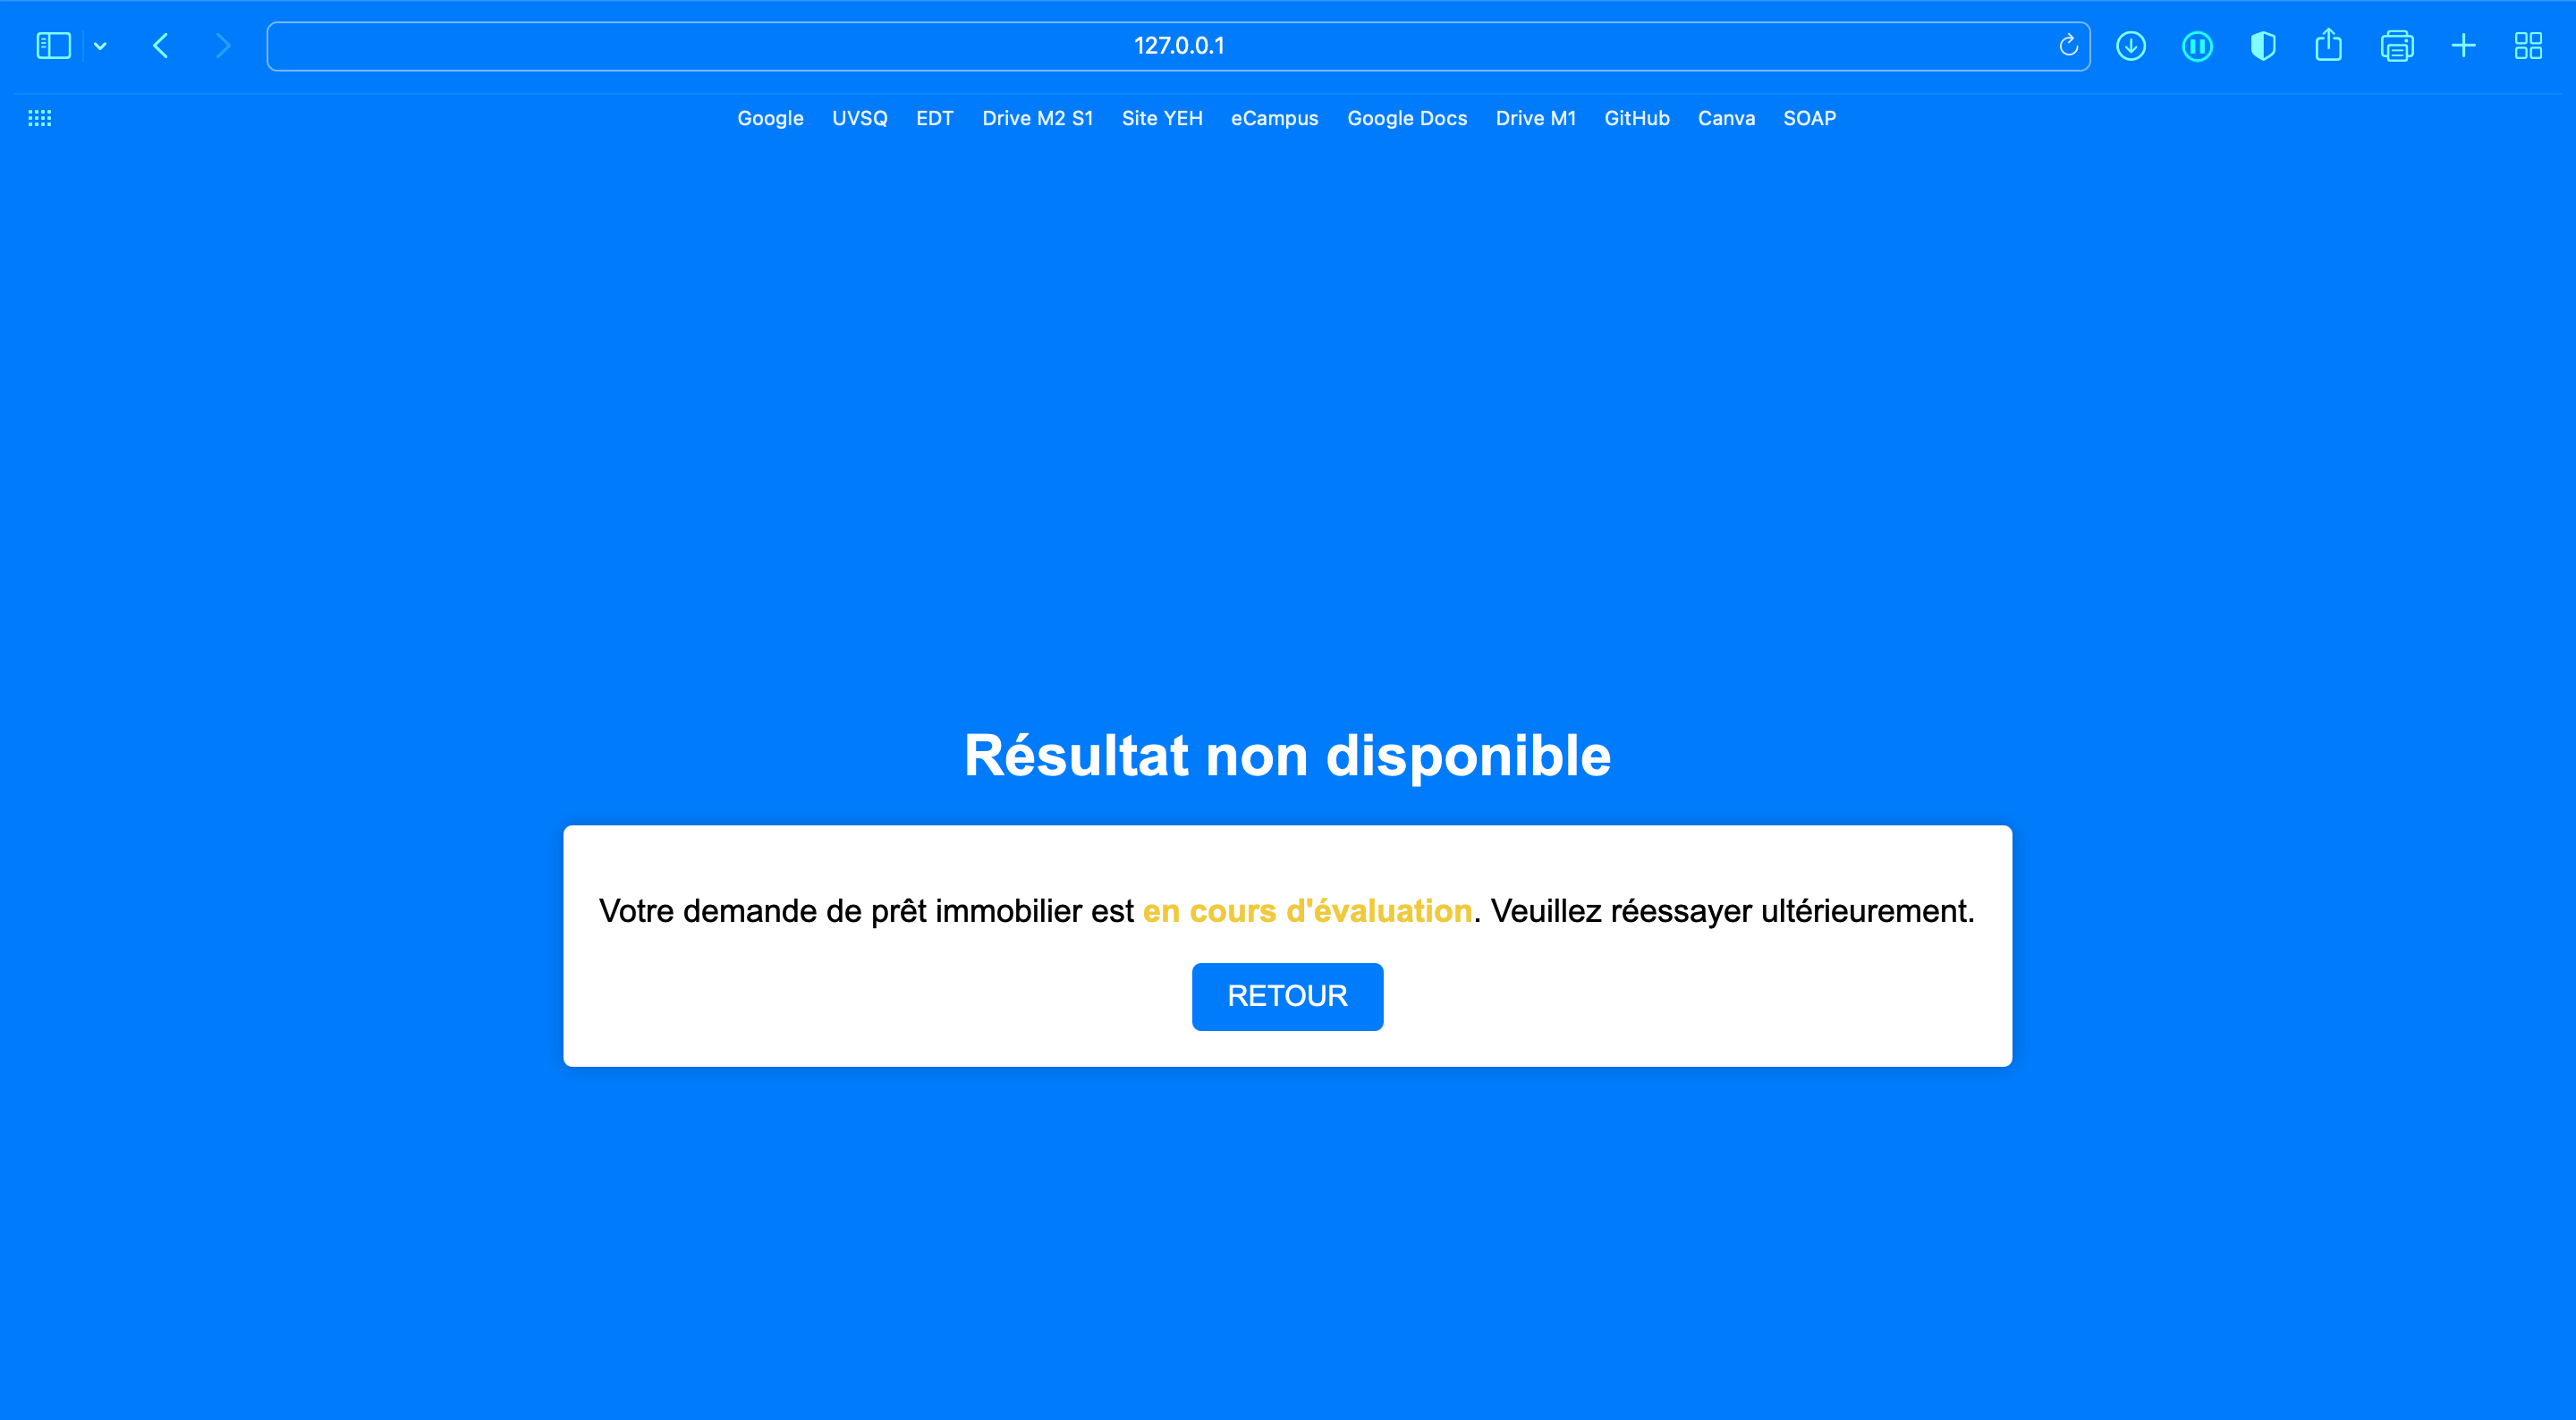 127.0.0.1
Google UVSQ EDT Drive M2 S1 Site YEH eCampus Google Docs Drive M1 GitHub Canva SOAP
Résultat non disponible
Votre demande de prêt immobilier est en cours d'évaluation. Veuillez réessayer ultérieurement.
RETOUR